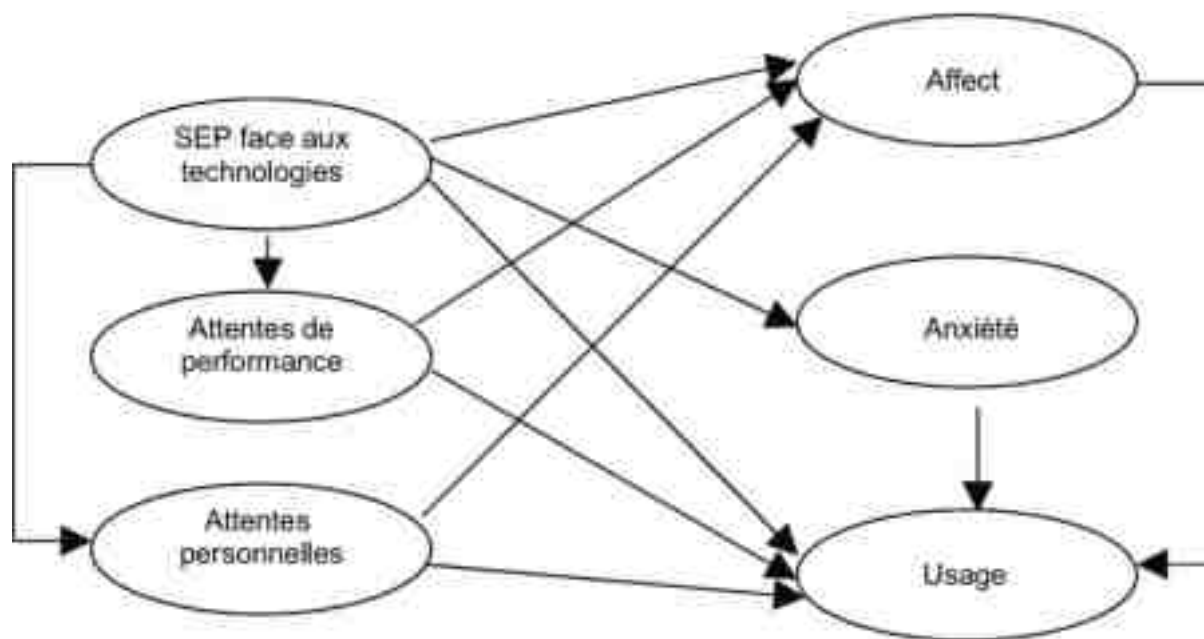 SEP face aux
technologies
Attentes de
performance
Attentes
personnelles
Affect
Anxiété
Usage